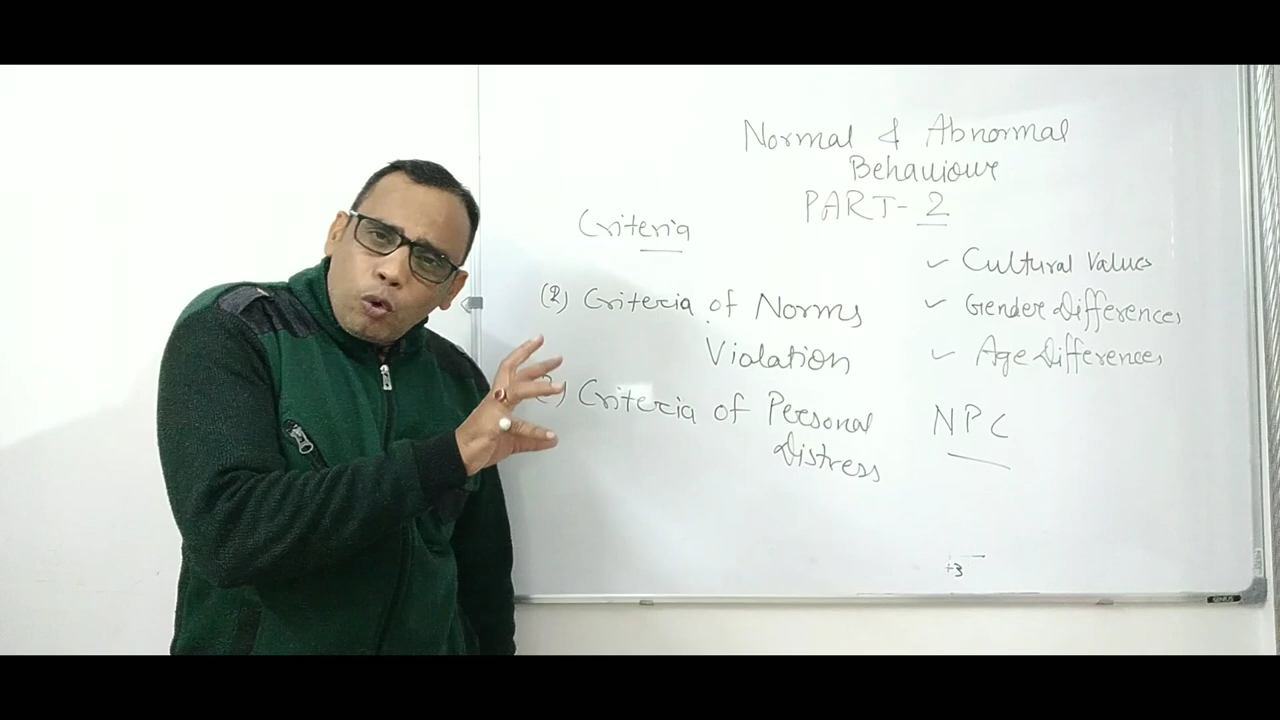 Normal & Abnormal
Behaviour
PART-2
Criteria
(2) Criteria of Norms
Violation
) Criteria of Personal
Distress
✓ Cultural Values
✓ Gender Differences
✓ Age Differences
NPC
+3